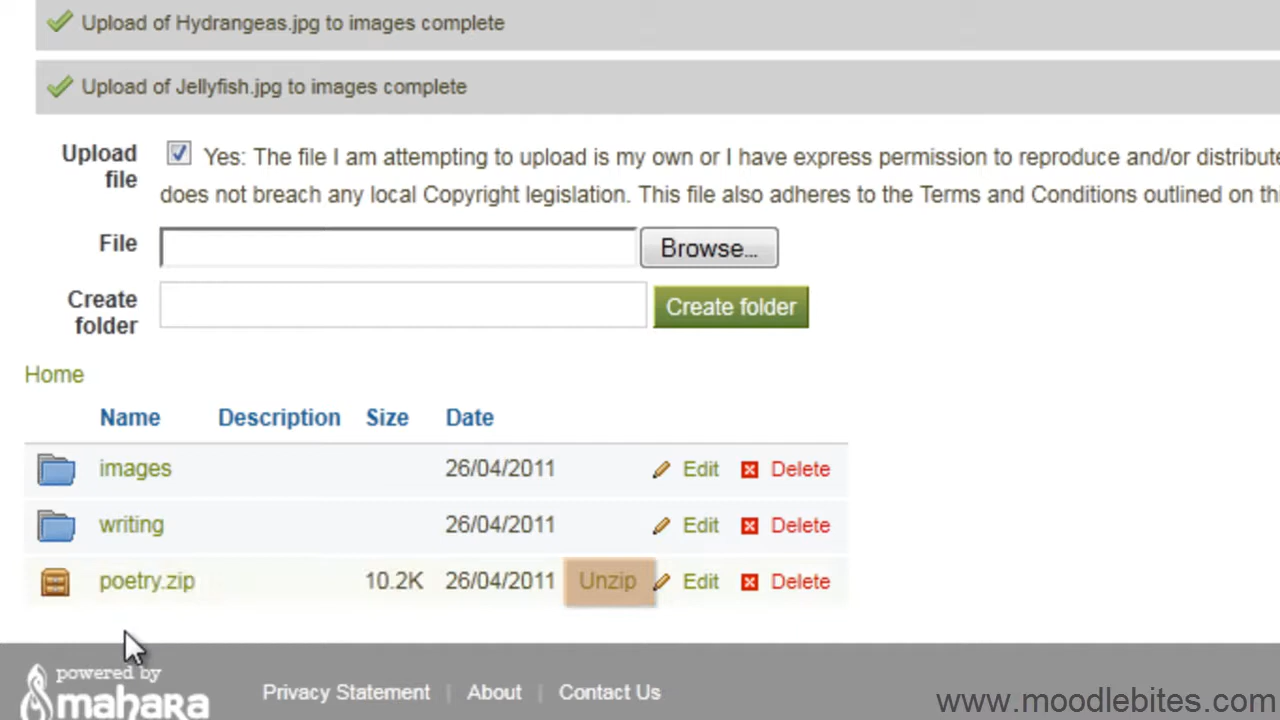 Upload of Hydrangeas.jpg to images complete
Upload of Jellyfish.jpg to images complete
Upload file
Yes: The file I am attempting to upload is my own or I have express permission to reproduce and/or distribute
does not breach any local Copyright legislation. This file also adheres to the Terms and Conditions outlined on
File Browse...
Create folder Create folder
Home
Name Description Size Date
images 26/04/2011 Edit Delete
writing 26/04/2011 Edit Delete
poetry.zip 10.2K 26/04/2011 Unzip Edit Delete
powered by
mahara Privacy Statement | About | Contact Us
www.moodlebites.com